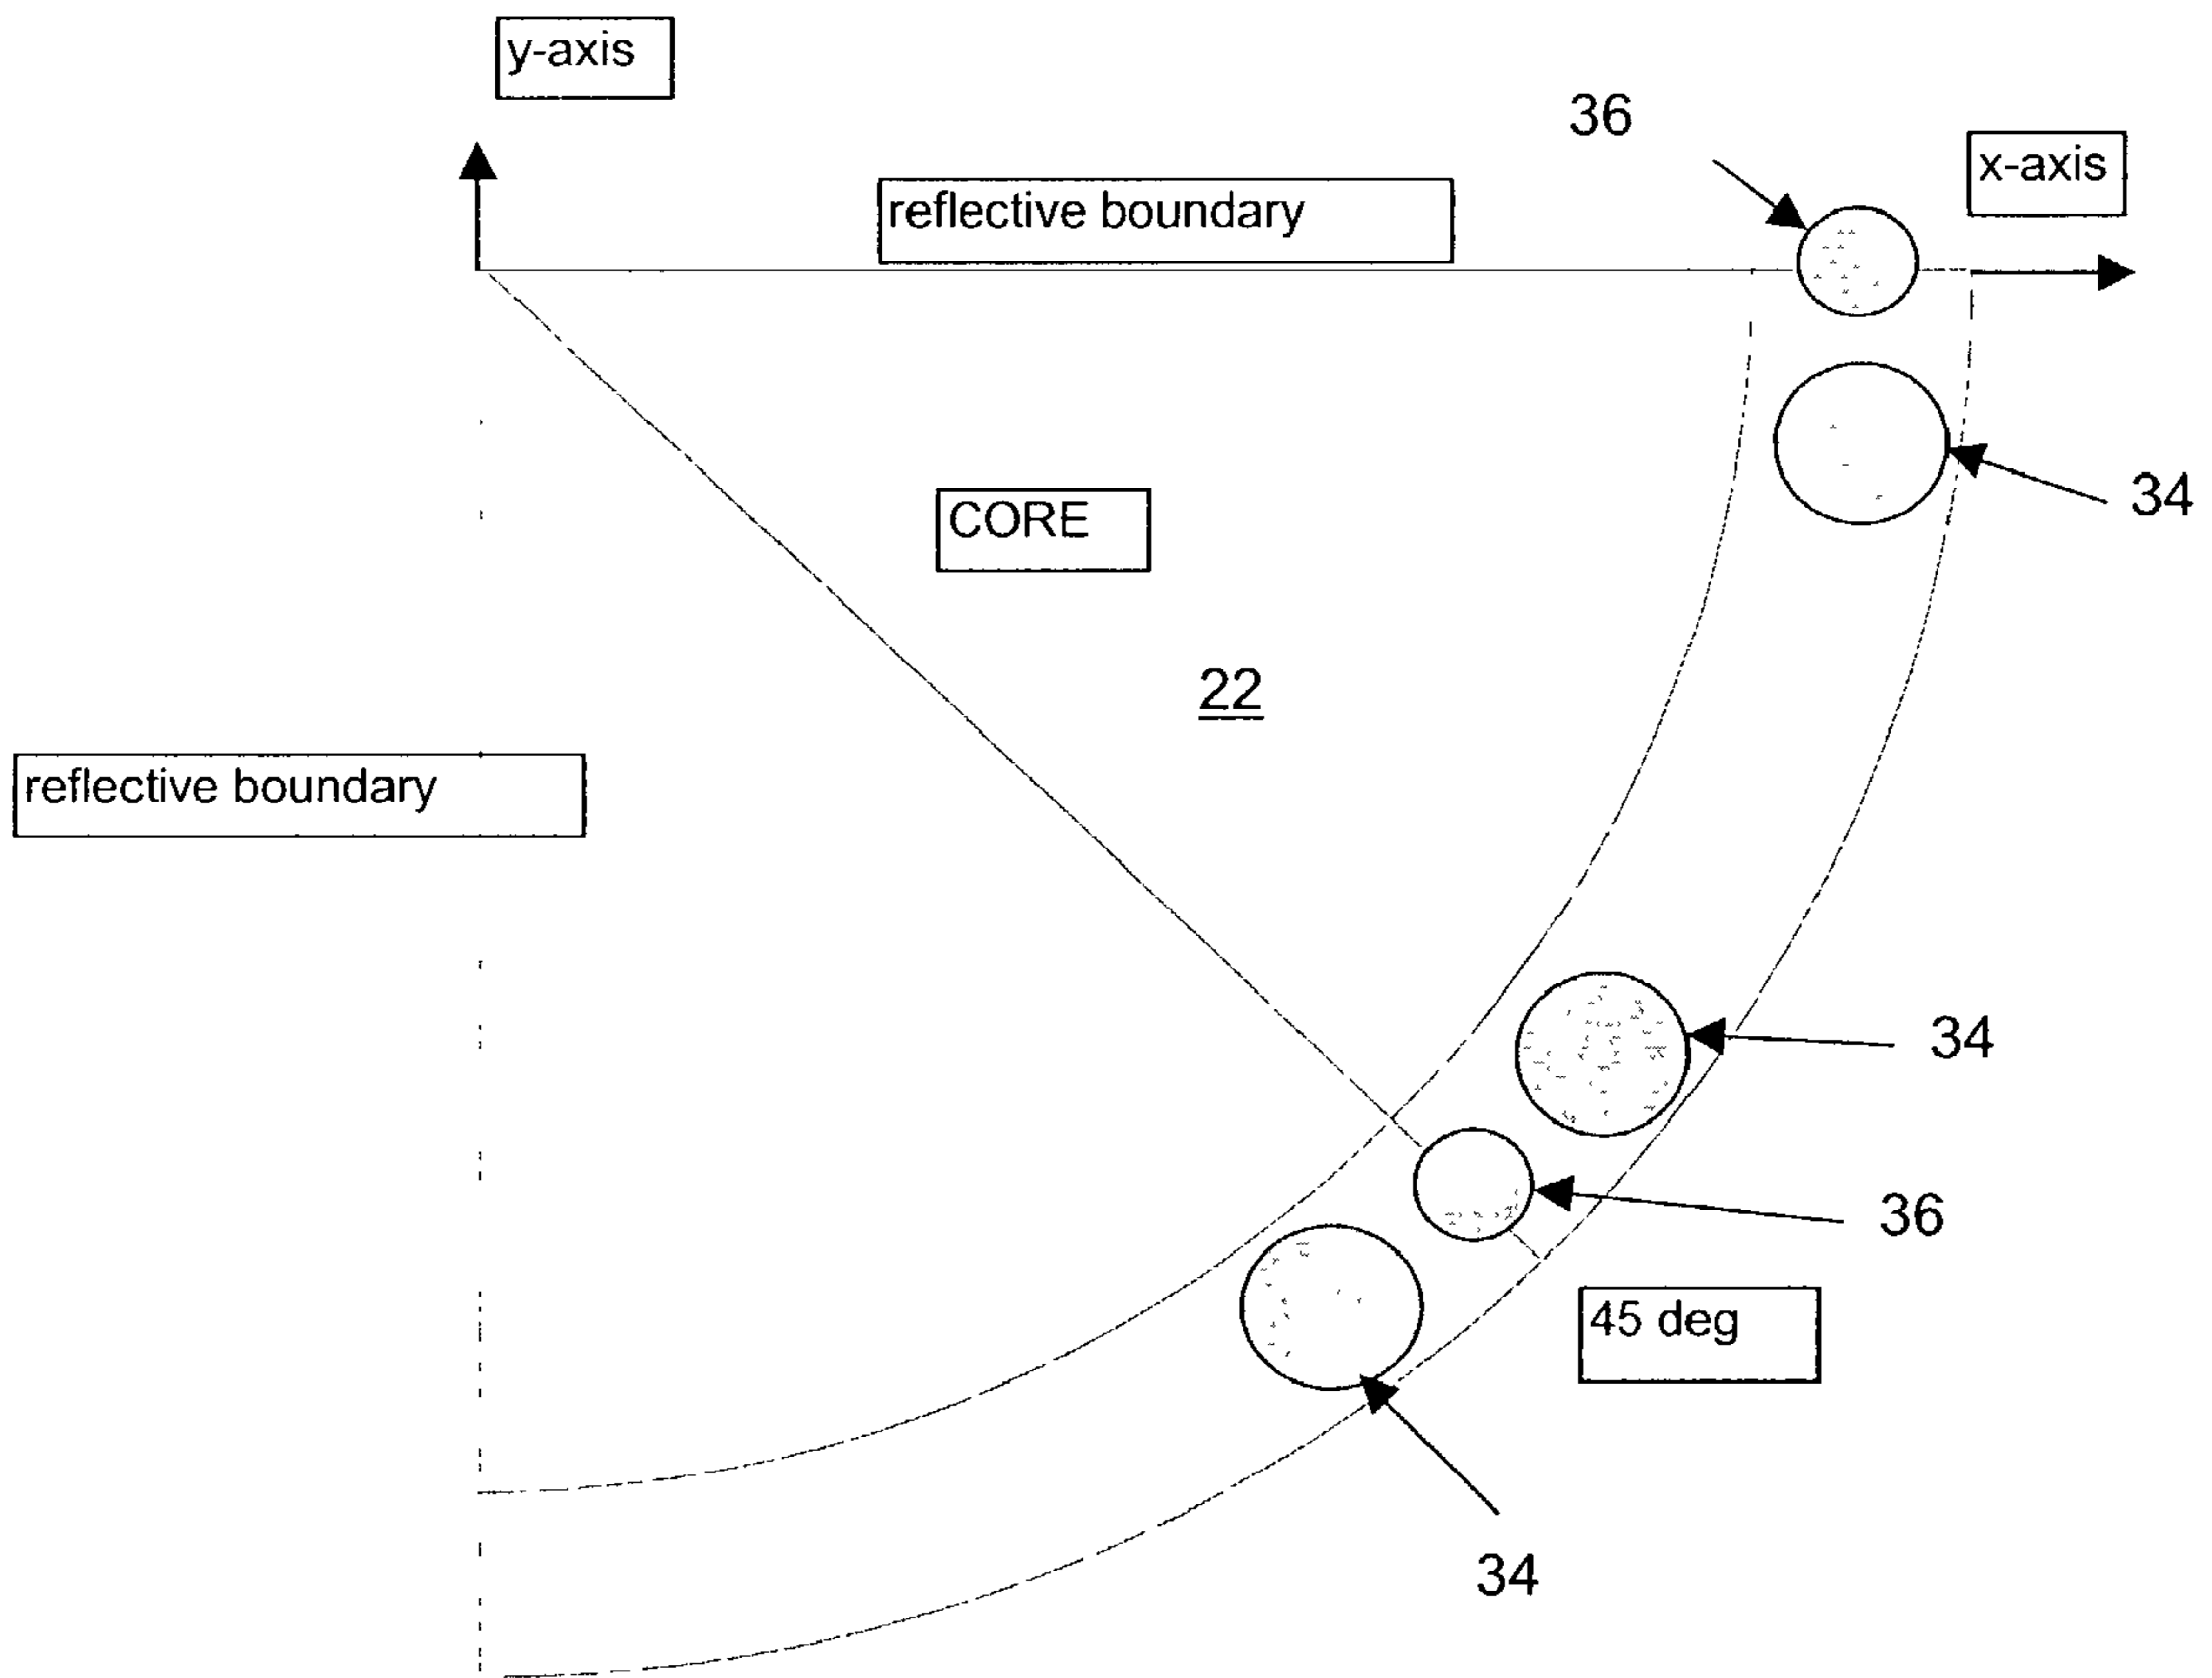 y-axis
36
x-axis
reflective boundary
34
CORE
22
reflective boundary
34
36
45 deg
34